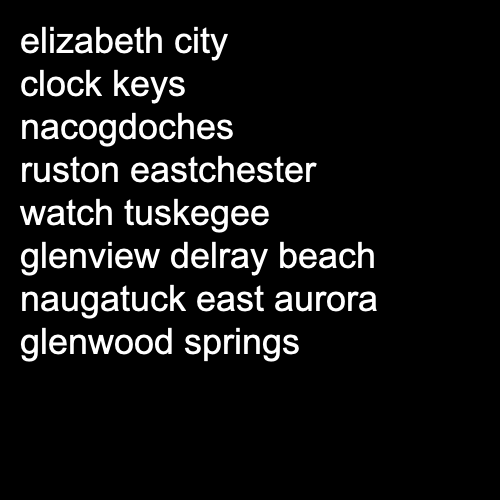 elizabeth city
clock keys
nacogdoches
ruston eastchester
watch tuskegee
glenview delray beach
naugatuck east aurora
glenwood springs